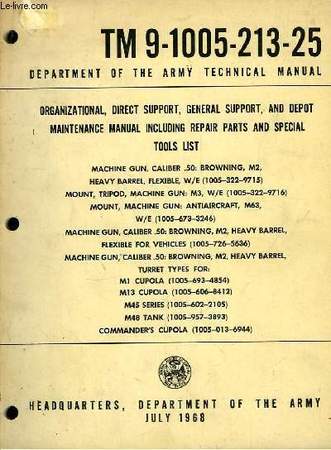 Le-livre.com
TM 9-1005-213-25
DEPARTMENT OF THE ARMY TECHNICAL MANUAL
ORGANIZATIONAL, DIRECT SUPPORT, GENERAL SUPPORT, AND DEPOT
MAINTENANCE MANUAL INCLUDING REPAIR PARTS AND SPECIAL
TOOLS LIST
MACHINE GUN, CALIBER .50: BROWNING, M2,
HEAVY BARREL, FLEXIBLE, W/E (1005-322-9715)
MOUNT, TRIPOD, MACHINE GUN: M3, W/E (1005-322-9716)
MOUNT, MACHINE GUN: ANTIAIRCRAFT, M63,
W/E (1005-673-3246)
MACHINE GUN, CALIBER .50: BROWNING, M2, HEAVY BARREL,
FLEXIBLE FOR VEHICLES (1005-726-5636)
MACHINE GUN, CALIBER .50: BROWNING, M2, HEAVY BARREL,
TURRET TYPES FOR:
M1 CUPOLA (1005-693-4854)
M13 CUPOLA (1005-606-8412)
M45 SERIES (1005-602-2105)
M48 TANK (1005-957-3893)
COMMANDER'S CUPOLA (1005-013-6944)
HEADQUARTERS, DEPARTMENT OF THE ARMY
JULY 1968